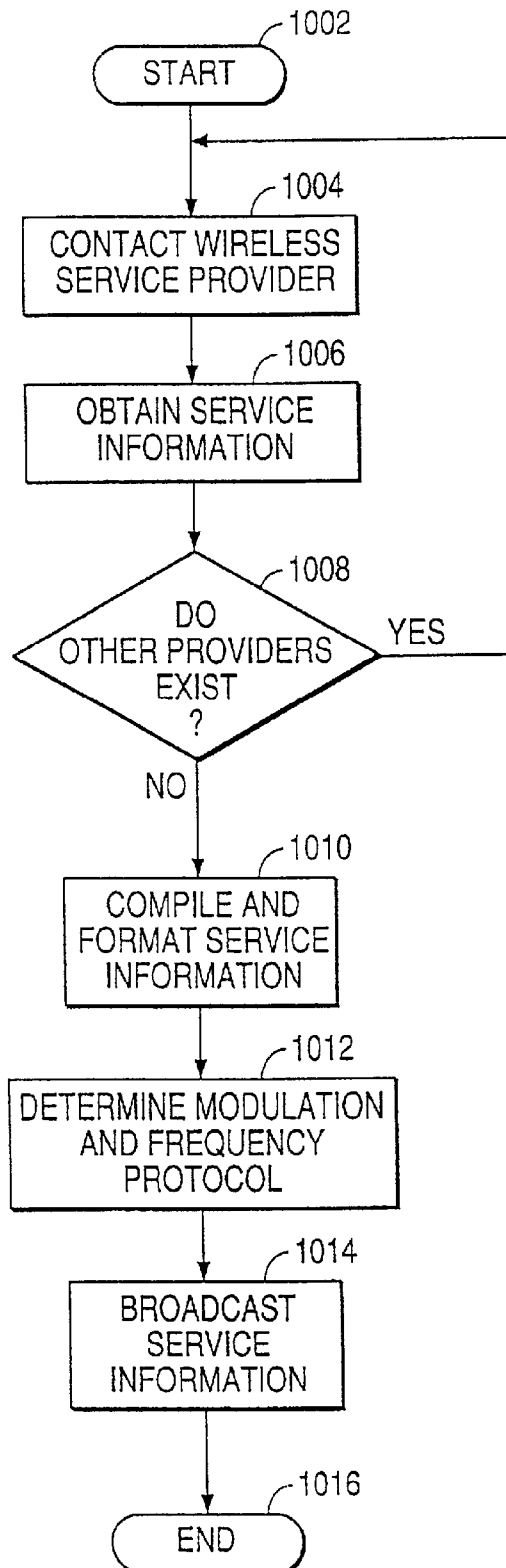 1002
START
1004
CONTACT WIRELESS
SERVICE PROVIDER
1006
OBTAIN SERVICE
INFORMATION
1008
DO
OTHER PROVIDERS
EXIST
?
YES
NO
1010
COMPILE AND
FORMAT SERVICE
INFORMATION
1012
DETERMINE MODULATION
AND FREQUENCY
PROTOCOL
1014
BROADCAST
SERVICE
INFORMATION
1016
END